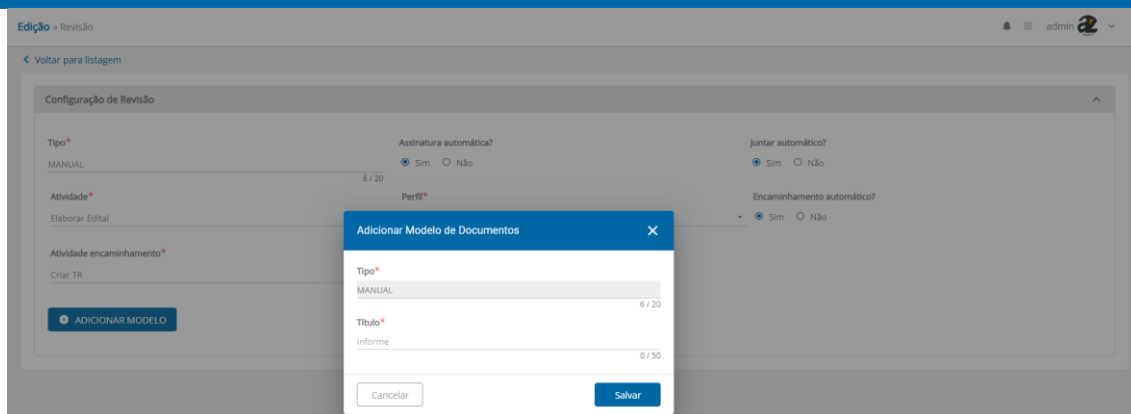 Edição » Revisão
admin
Voltar para listagem
Configuração de Revisão
Tipo*
Assinatura automática?
Juntar automático?
MANUAL
Sim
Não
Sim
Não
6 / 20
Atividade*
Perfil*
Encaminhamento automático?
Elaborar Edital
Sim
Não
Atividade encaminhamento*
Criar TR
ADICIONAR MODELO
Adicionar Modelo de Documentos
Tipo*
MANUAL
6 / 20
Título*
Informe
0 / 50
Cancelar
Salvar